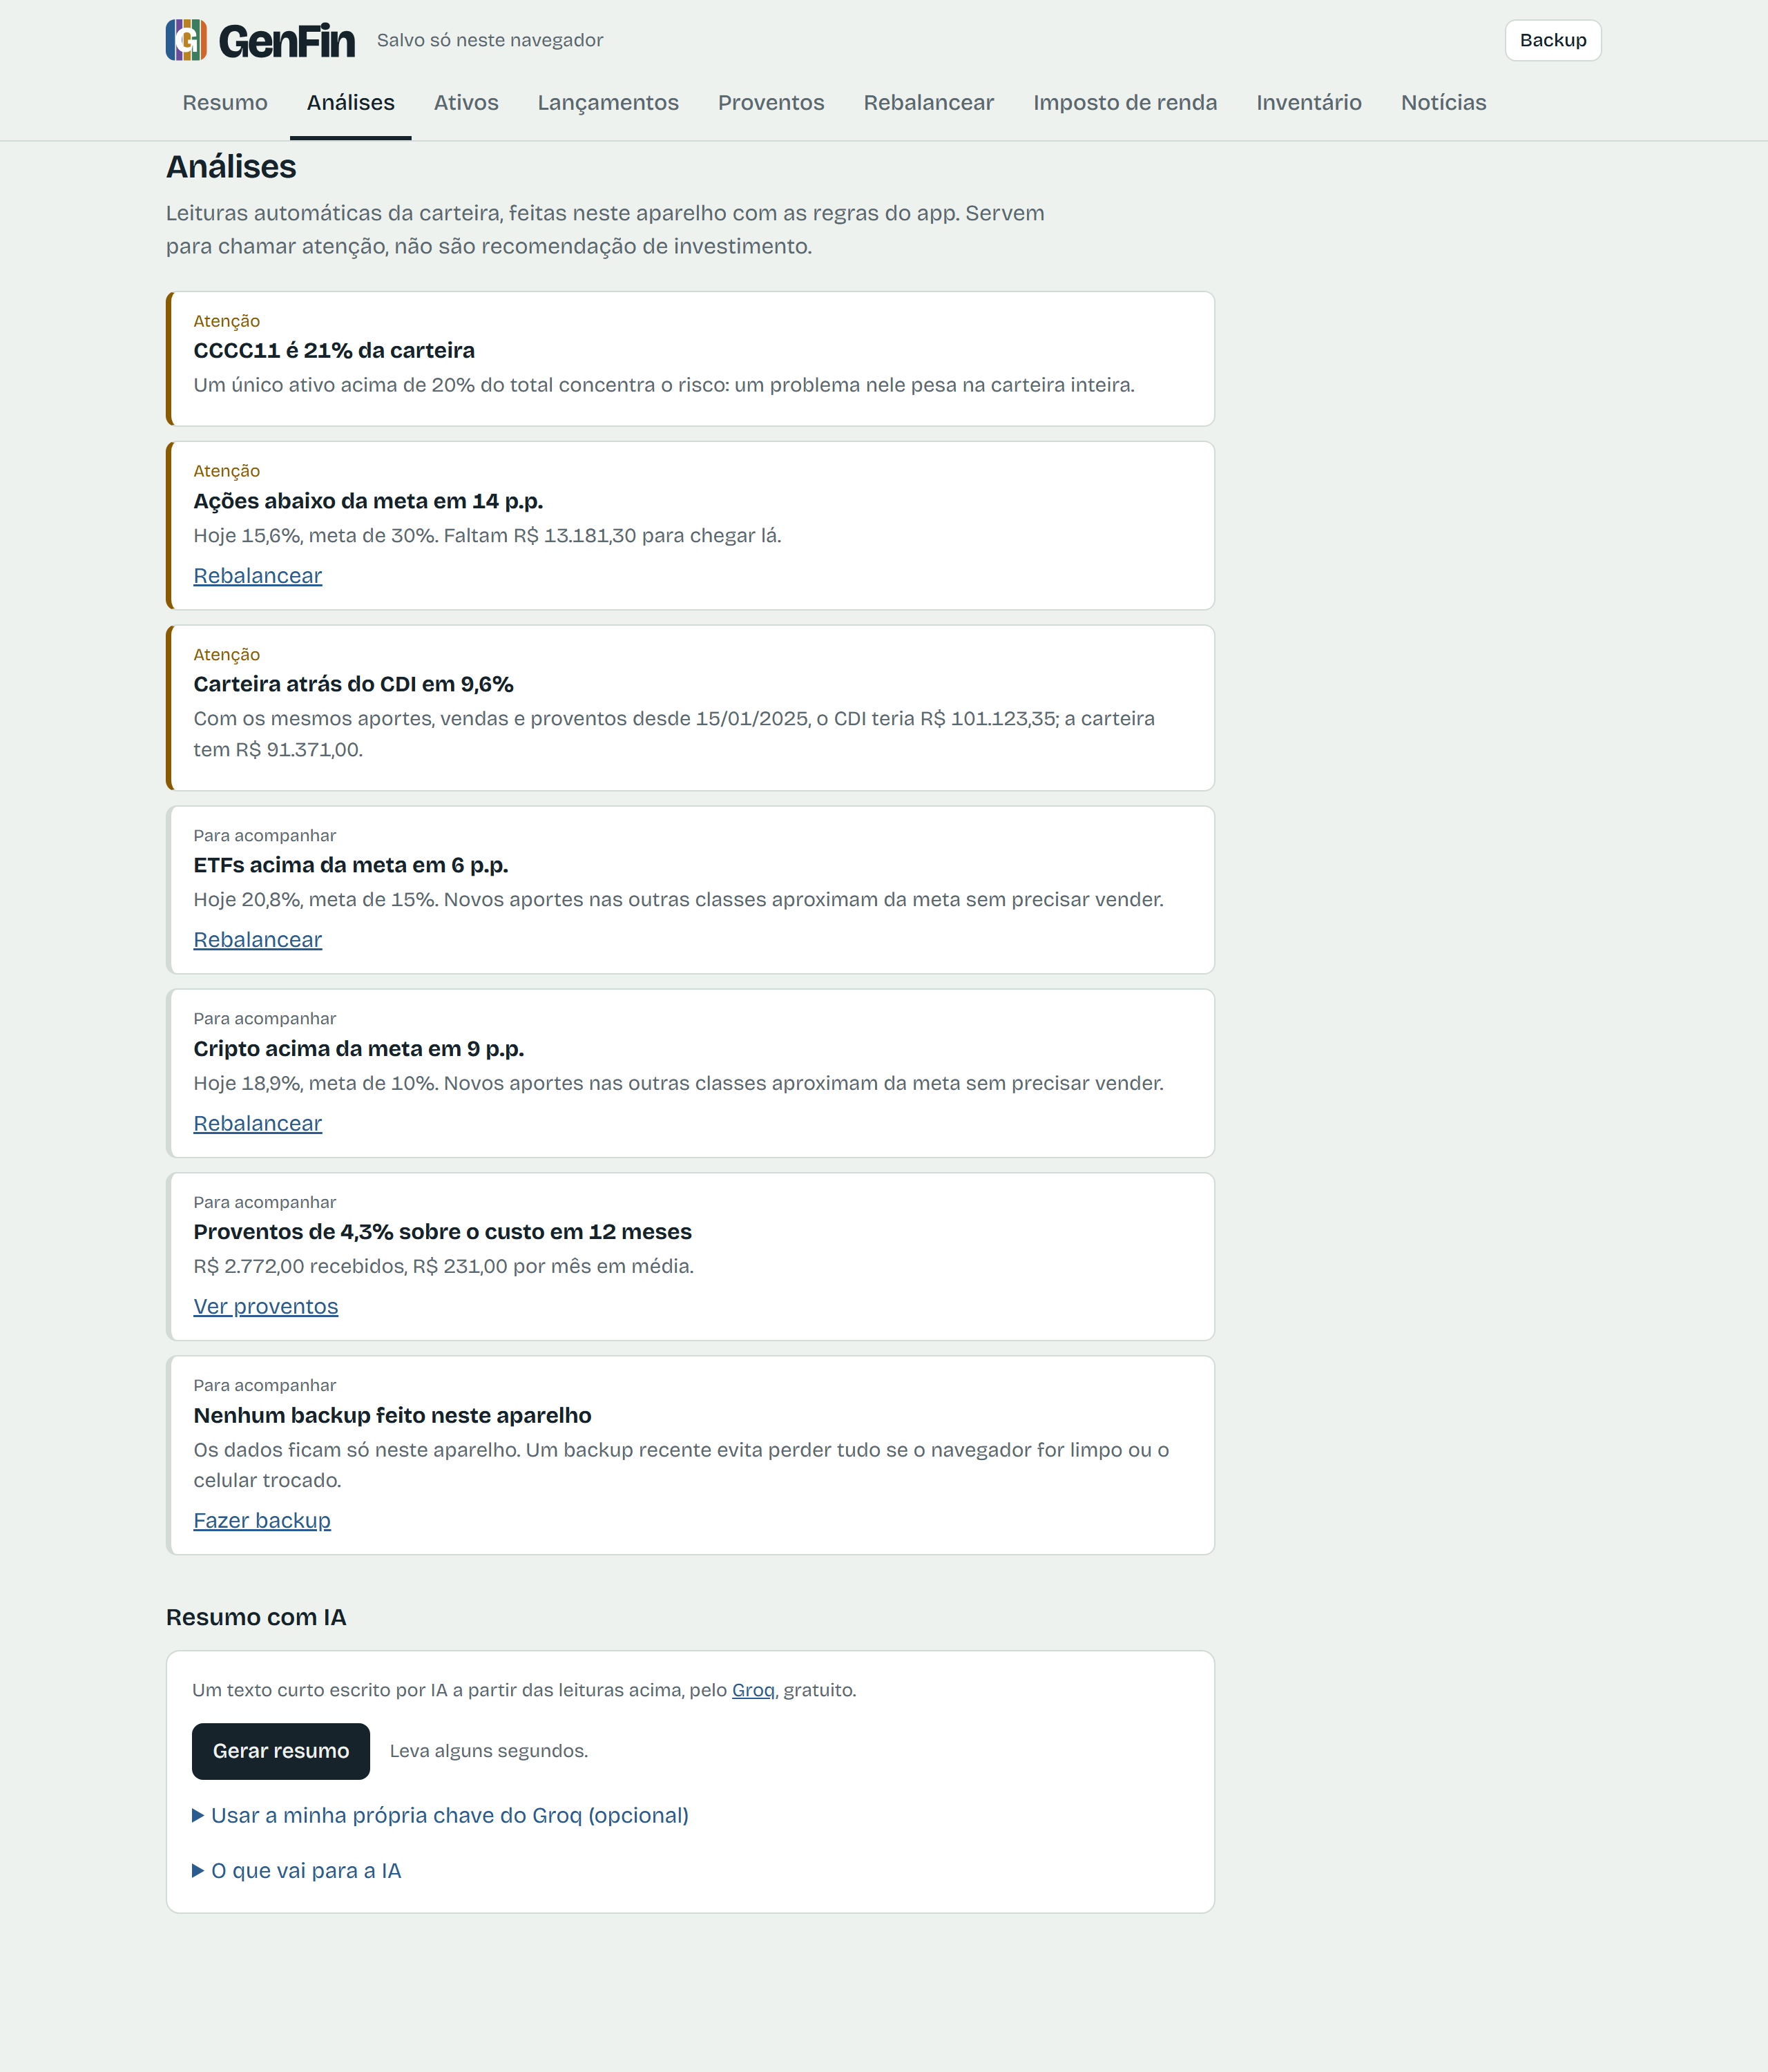 G GenFin Salvo só neste navegador Backup
Resumo Análises Ativos Lançamentos Proventos Rebalancear Imposto de renda Inventário Notícias
Análises
Leituras automáticas da carteira, feitas neste aparelho com as regras do app. Servem
para chamar atenção, não são recomendação de investimento.
Atenção
CCCC11 é 21% da carteira
Um único ativo acima de 20% do total concentra o risco: um problema nele pesa na carteira inteira.
Atenção
Ações abaixo da meta em 14 p.p.
Hoje 15,6%, meta de 30%. Faltam R$ 13.181,30 para chegar lá.
Rebalancear
Atenção
Carteira atrás do CDI em 9,6%
Com os mesmos aportes, vendas e proventos desde 15/01/2025, o CDI teria R$ 101.123,35; a carteira
tem R$ 91.371,00.
Para acompanhar
ETFs acima da meta em 6 p.p.
Hoje 20,8%, meta de 15%. Novos aportes nas outras classes aproximam da meta sem precisar vender.
Rebalancear
Para acompanhar
Cripto acima da meta em 9 p.p.
Hoje 18,9%, meta de 10%. Novos aportes nas outras classes aproximam da meta sem precisar vender.
Rebalancear
Para acompanhar
Proventos de 4,3% sobre o custo em 12 meses
R$ 2.772,00 recebidos, R$ 231,00 por mês em média.
Ver proventos
Para acompanhar
Nenhum backup feito neste aparelho
Os dados ficam só neste aparelho. Um backup recente evita perder tudo se o navegador for limpo ou o
celular trocado.
Fazer backup
Resumo com IA
Um texto curto escrito por IA a partir das leituras acima, pelo Groq, gratuito.
Gerar resumo Leva alguns segundos.
Usar a minha própria chave do Groq (opcional)
O que vai para a IA